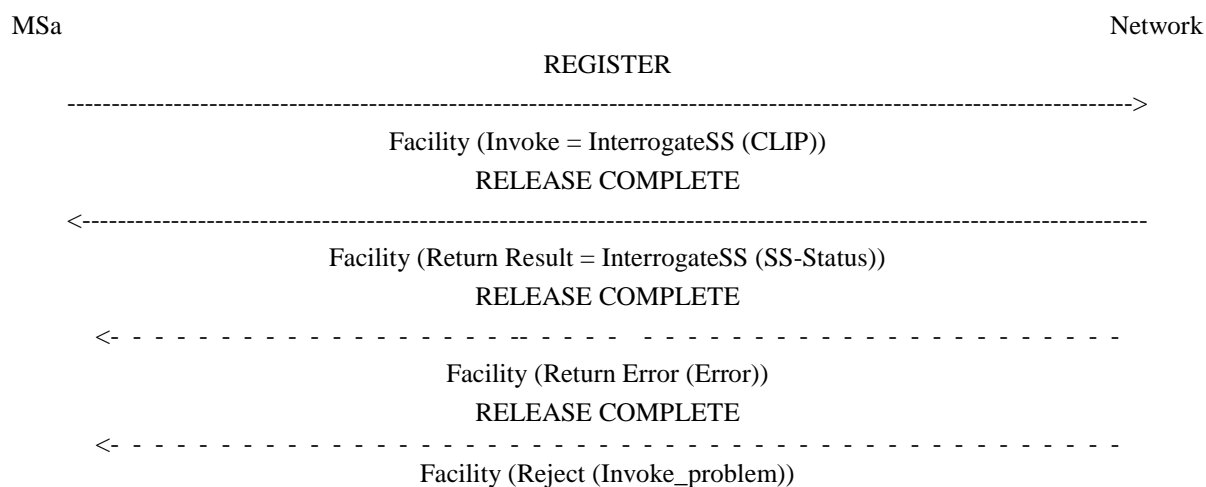 MSa Network
REGISTER
Facility (Invoke = InterrogateSS (CLIP))
RELEASE COMPLETE
Facility (Return Result = InterrogateSS (SS-Status))
RELEASE COMPLETE
Facility (Return Error (Error))
RELEASE COMPLETE
Facility (Reject (Invoke_problem))